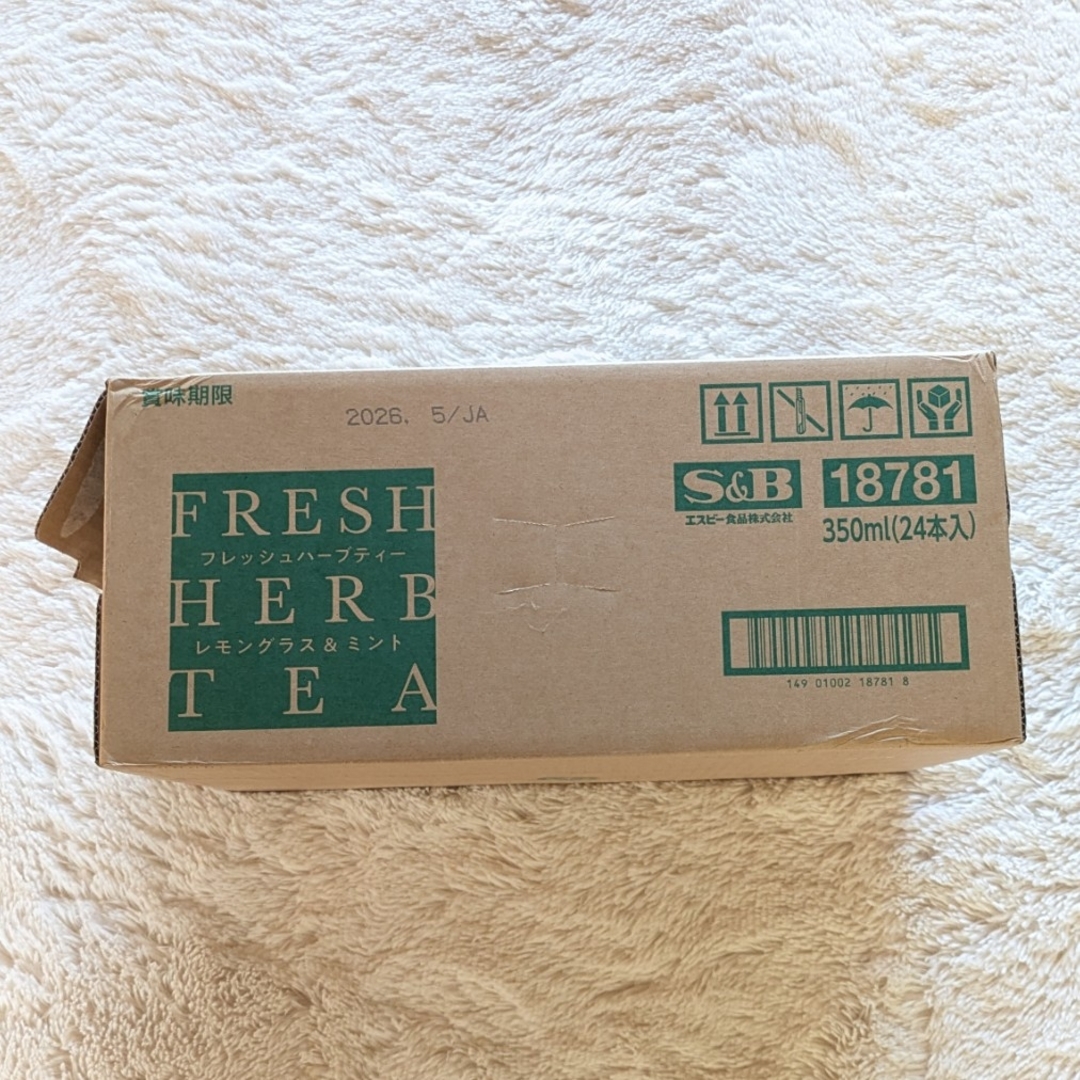 賞味期限
2026. 5/JA
FRESH
フレッシュハーブティー
HERB
レモングラス & ミント
TEA
S&B
エスビー食品株式会社
18781
350ml(24本入)
149 01002 18781 8